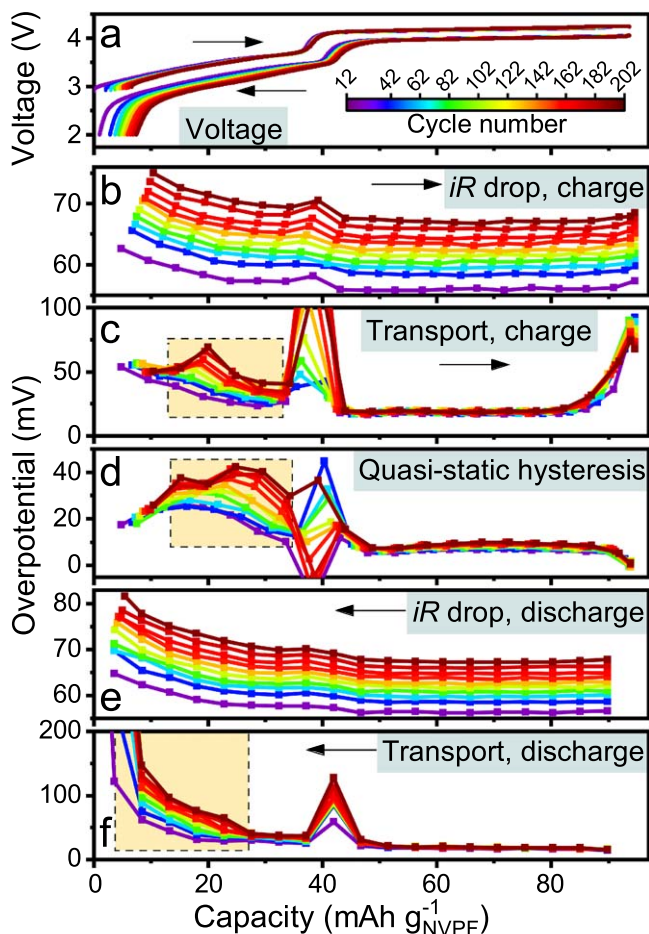 a
Voltage (V)
4
3
2
12 42 62 82 102 122 142 162 182 202
Cycle number
Voltage
b
iR drop, charge
70
60
c
Transport, charge
100
50
0
Overpotential (mV)
d
Quasi-static hysteresis
40
20
0
e
iR drop, discharge
80
70
60
f
Transport, discharge
200
100
0
0 20 40 60 80
Capacity (mAh g⁻¹NVPF)